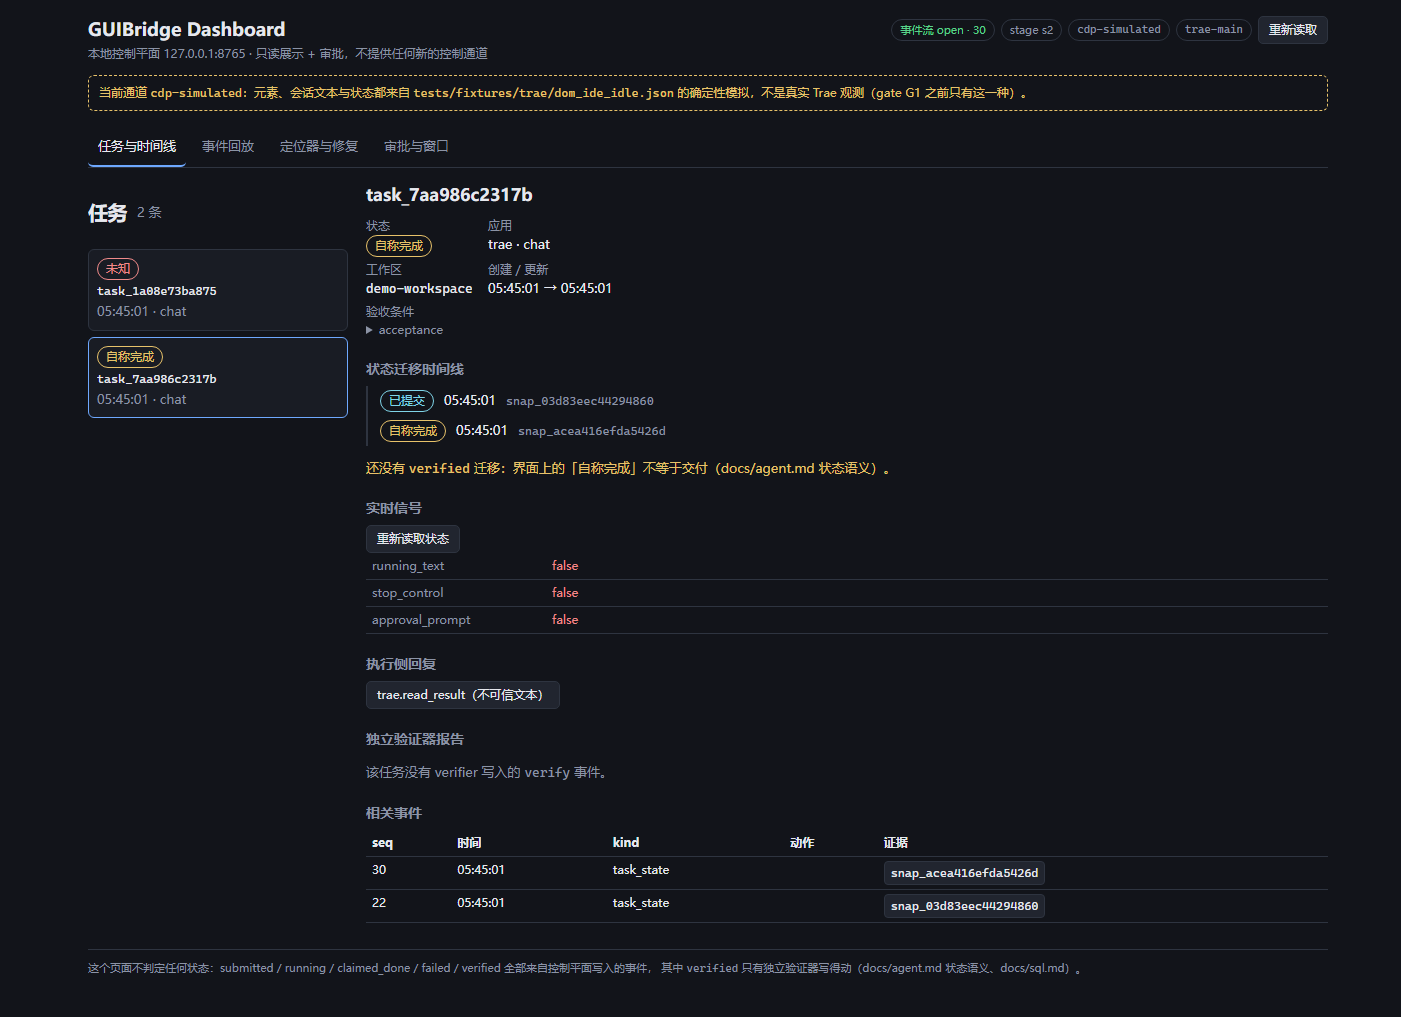 GUIBridge Dashboard
本地控制平面 127.0.0.1:8765 · 只读展示 + 审批，不提供任何新的控制通道
事件流 open · 30
stage s2
cdp-simulated
trae-main
重新读取
当前通道 cdp-simulated：元素、会话文本与状态都来自 tests/fixtures/trae/dom_ide_idle.json 的确定性模拟，不是真实 Trae 观测（gate G1 之前只有这一种）。
任务与时间线
事件回放
定位器与修复
审批与窗口
任务 2 条
未知
task_1a08e73ba875
05:45:01 · chat
自称完成
task_7aa986c2317b
05:45:01 · chat
task_7aa986c2317b
状态 应用
自称完成 trae · chat
工作区 创建 / 更新
demo-workspace 05:45:01 → 05:45:01
验收条件
▶ acceptance
状态迁移时间线
已提交 05:45:01 snap_03d83eec44294860
自称完成 05:45:01 snap_acea416efda5426d
还没有 verified 迁移：界面上的「自称完成」不等于交付（docs/agent.md 状态语义）。
实时信号
重新读取状态
running_text false
stop_control false
approval_prompt false
执行侧回复
trae.read_result（不可信文本）
独立验证器报告
该任务没有 verifier 写入的 verify 事件。
相关事件
seq 时间 kind 动作 证据
30 05:45:01 task_state snap_acea416efda5426d
22 05:45:01 task_state snap_03d83eec44294860
这个页面不判定任何状态：submitted / running / claimed_done / failed / verified 全部来自控制平面写入的事件， 其中 verified 只有独立验证器写得动（docs/agent.md 状态语义、docs/sql.md）。